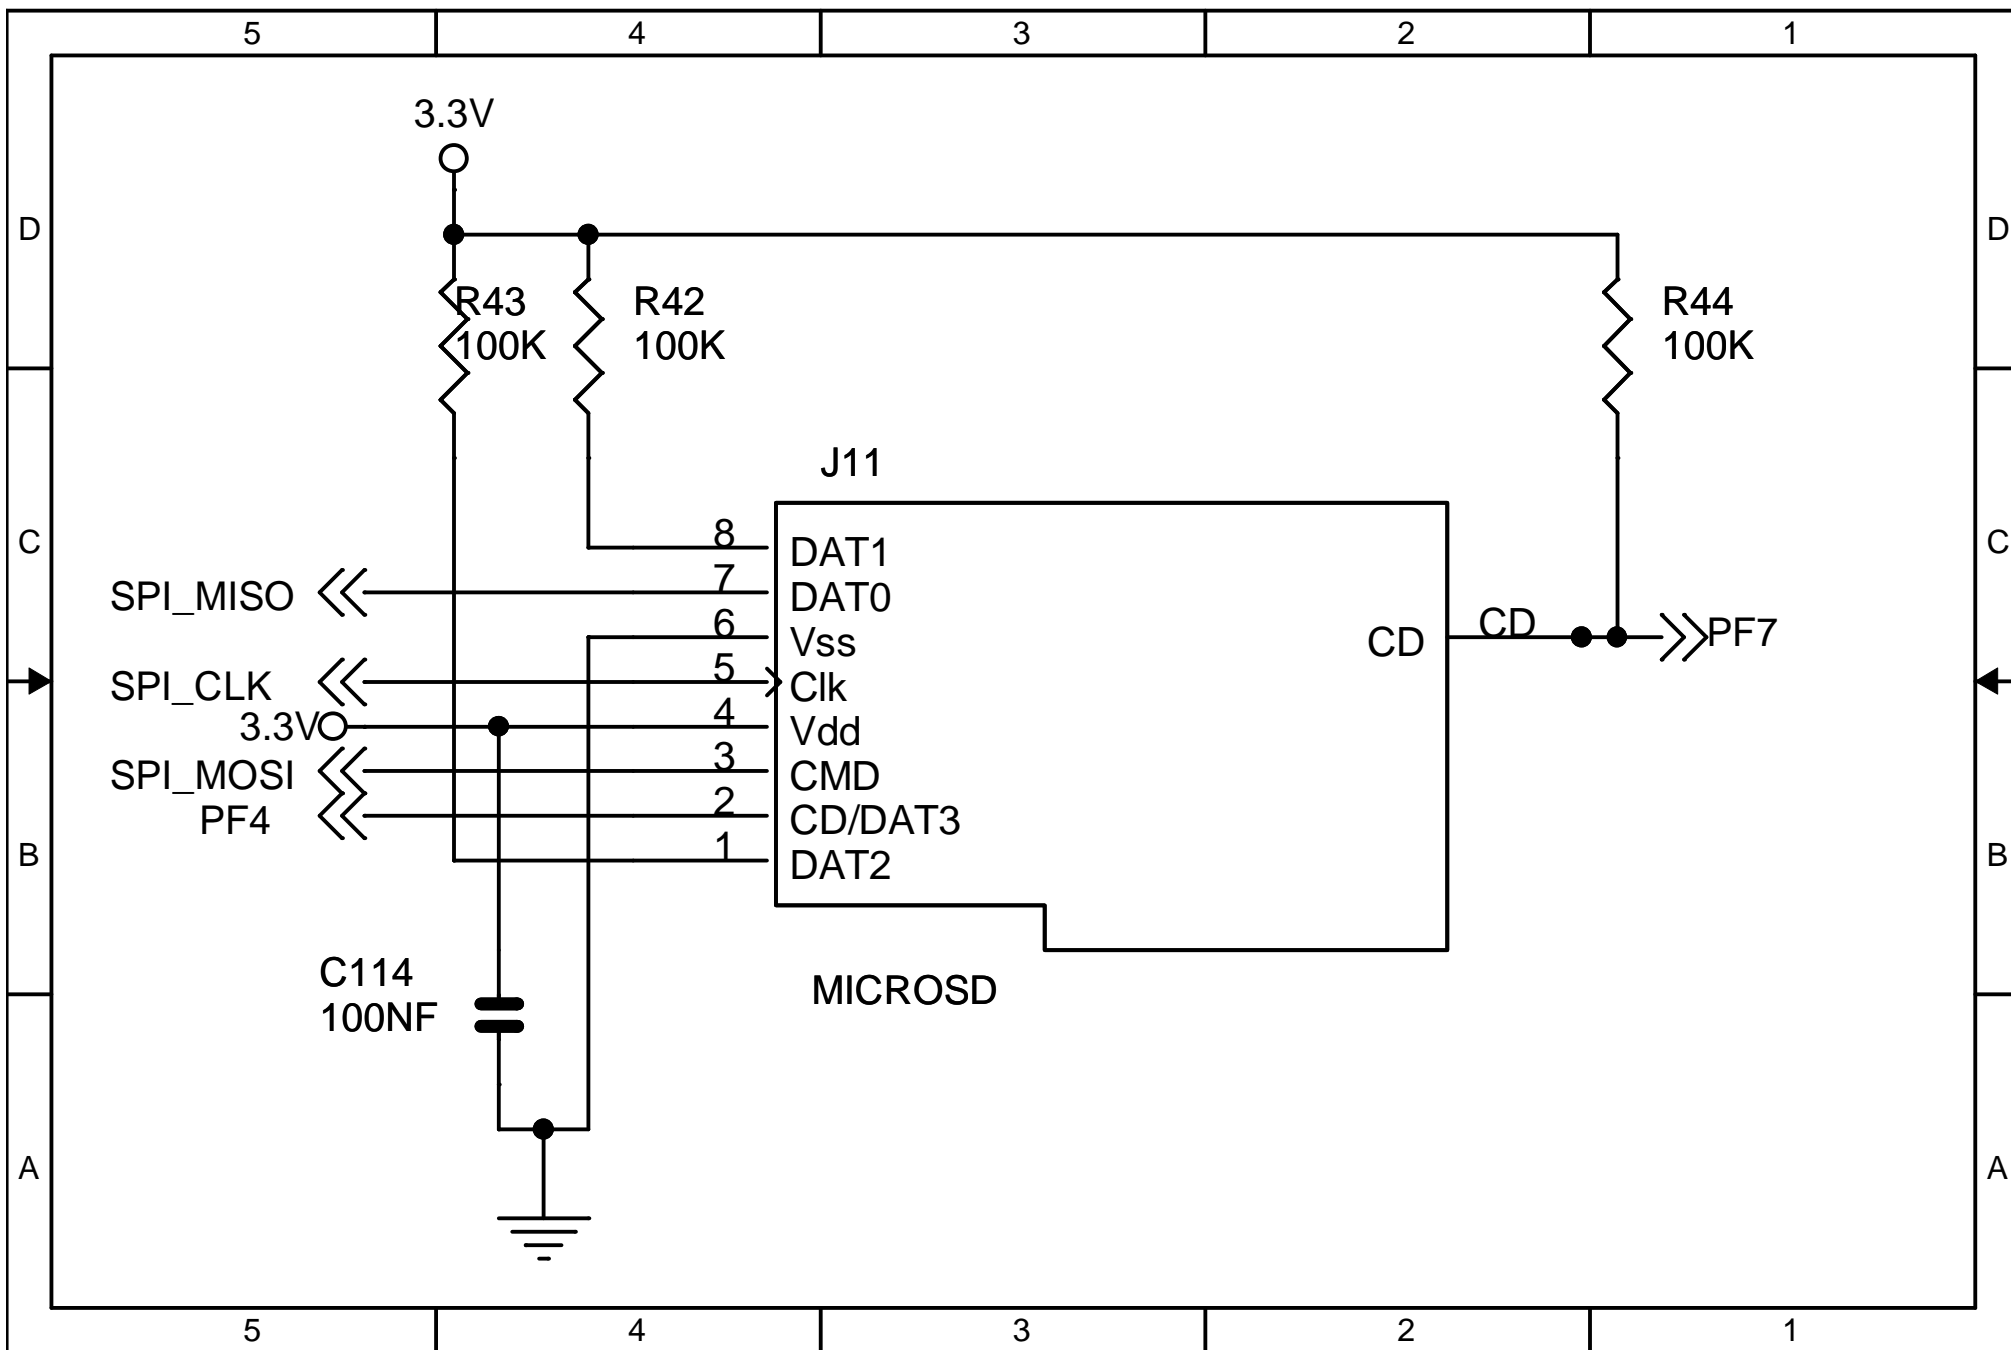 5 4 3 2 1
3.3V
D D
R43 R42 R44
100K 100K 100K
J11
8 DAT1
C C
SPI_MISO 7 DAT0
6 Vss CD CD PF7
SPI_CLK 5 Clk
3.3V 4 Vdd
SPI_MOSI 3 CMD
PF4 2 CD/DAT3
B 1 DAT2 B
C114
100NF
MICROSD
A A
5 4 3 2 1